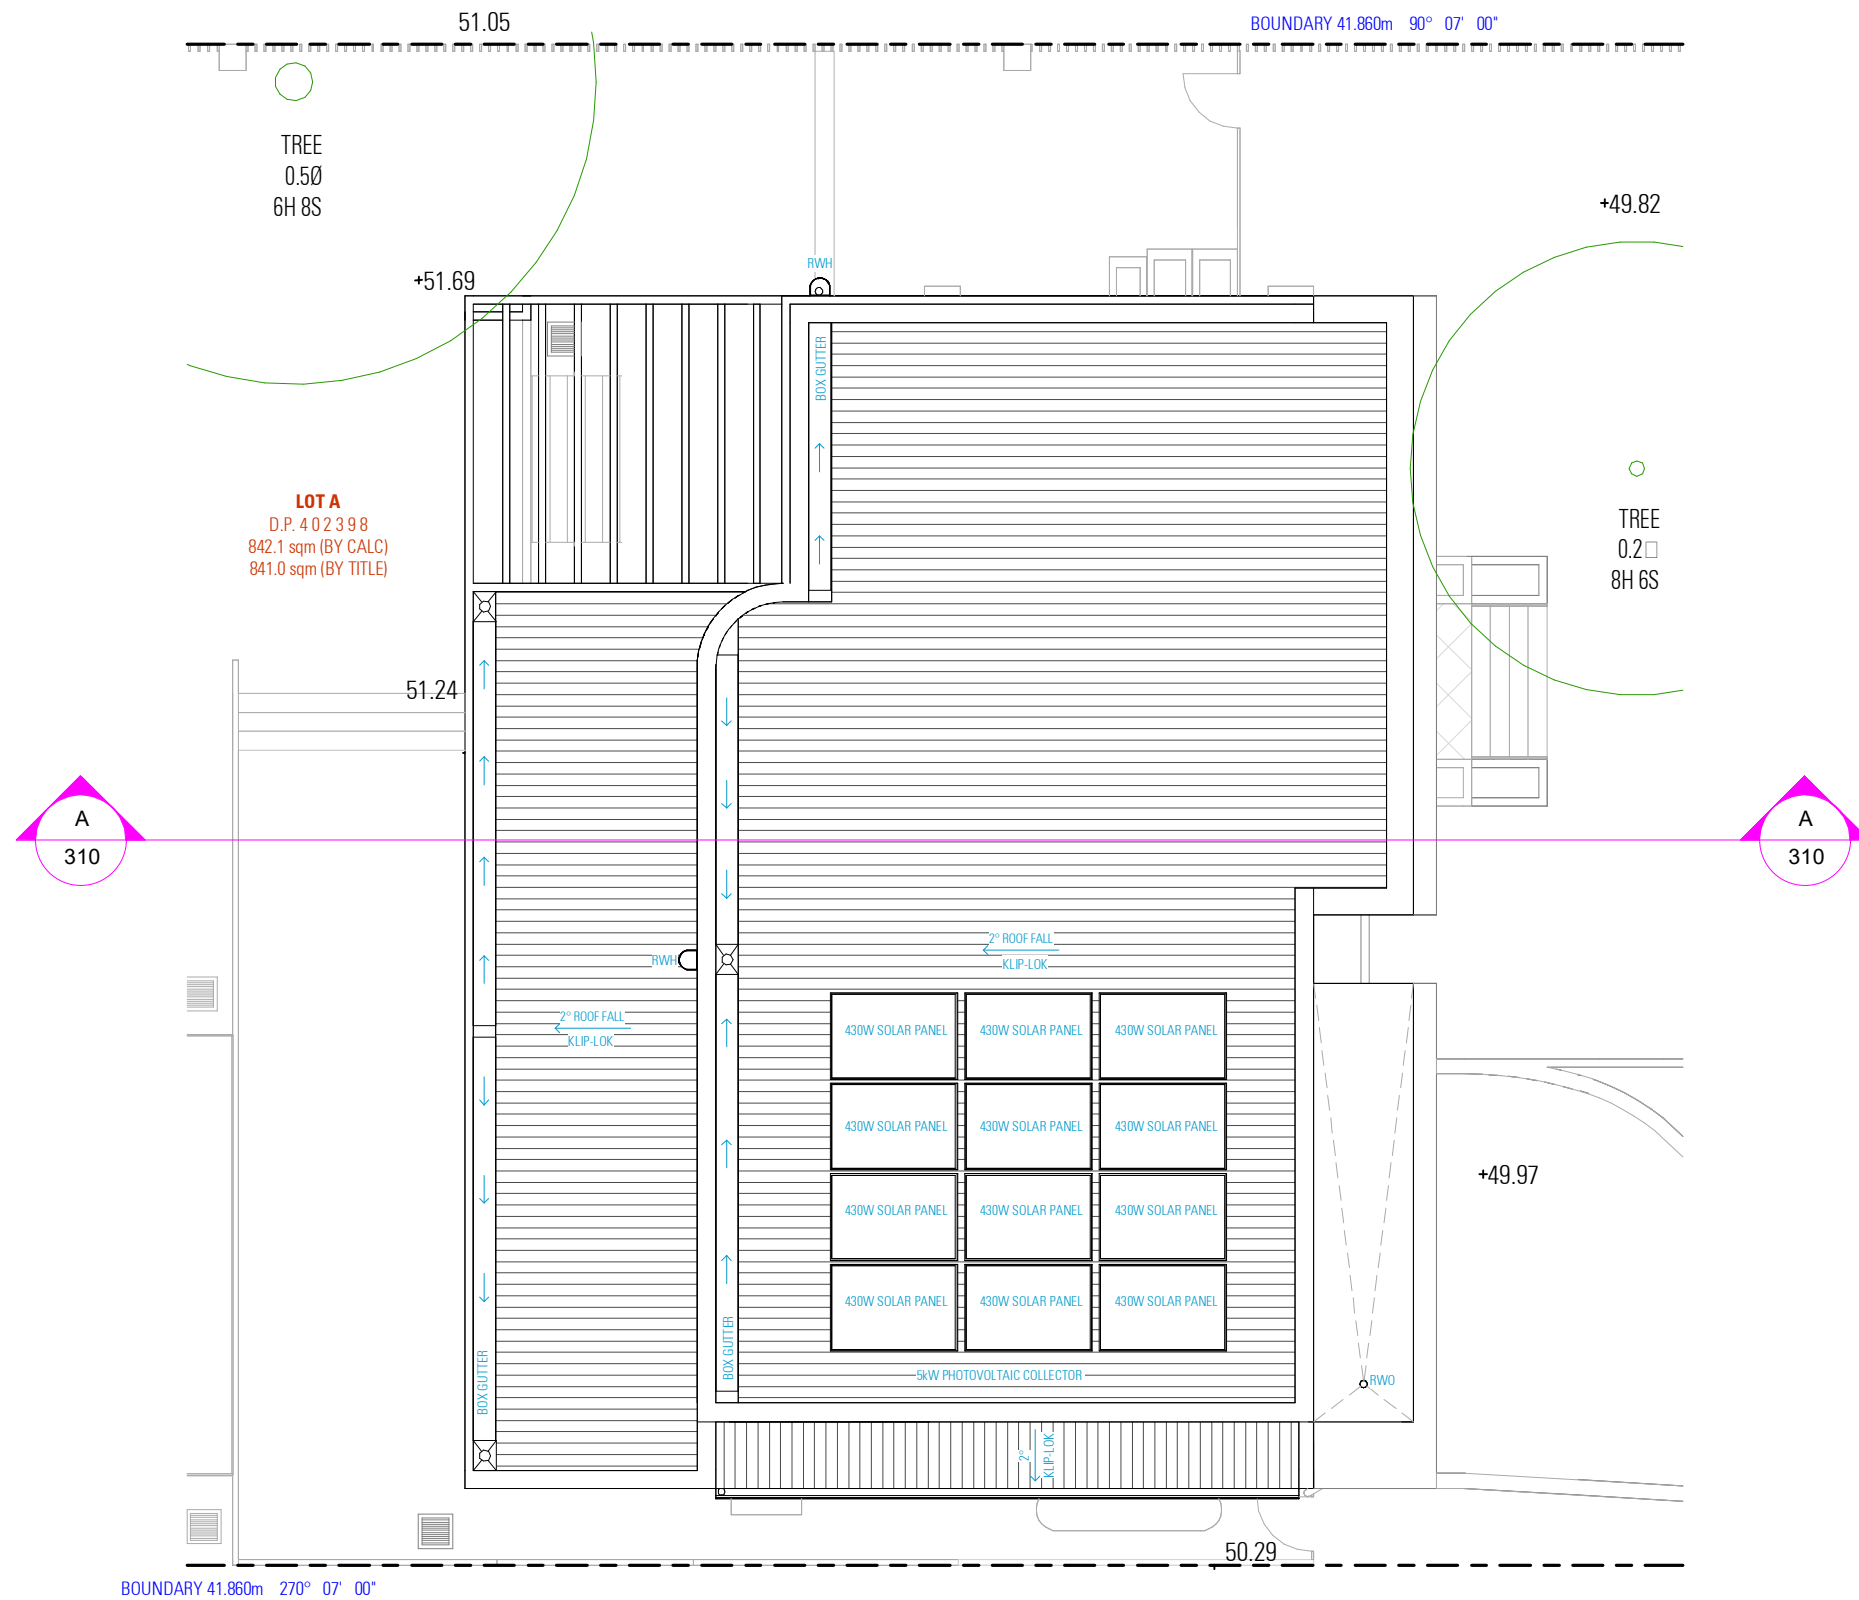 51.05
BOUNDARY 41.860m 90° 07' 00"
TREE
0.5Ø
6H 8S
+49.82
RWH
+51.69
BOX GUTTER
LOT A
D.P. 4 0 2 3 9 8
842.1 sqm (BY CALC)
841.0 sqm (BY TITLE)
TREE
0.2□
8H 6S
51.24
A
310
A
310
2° ROOF FALL
KLIP-LOK
RWH
2° ROOF FALL
KLIP-LOK
430W SOLAR PANEL
430W SOLAR PANEL
430W SOLAR PANEL
430W SOLAR PANEL
430W SOLAR PANEL
430W SOLAR PANEL
+49.97
430W SOLAR PANEL
430W SOLAR PANEL
430W SOLAR PANEL
430W SOLAR PANEL
430W SOLAR PANEL
430W SOLAR PANEL
BOX GUTTER
BOX GUTTER
5kW PHOTOVOLTAIC COLLECTOR
RWO
2°
KLIP-LOK
50.29
BOUNDARY 41.860m 270° 07' 00"